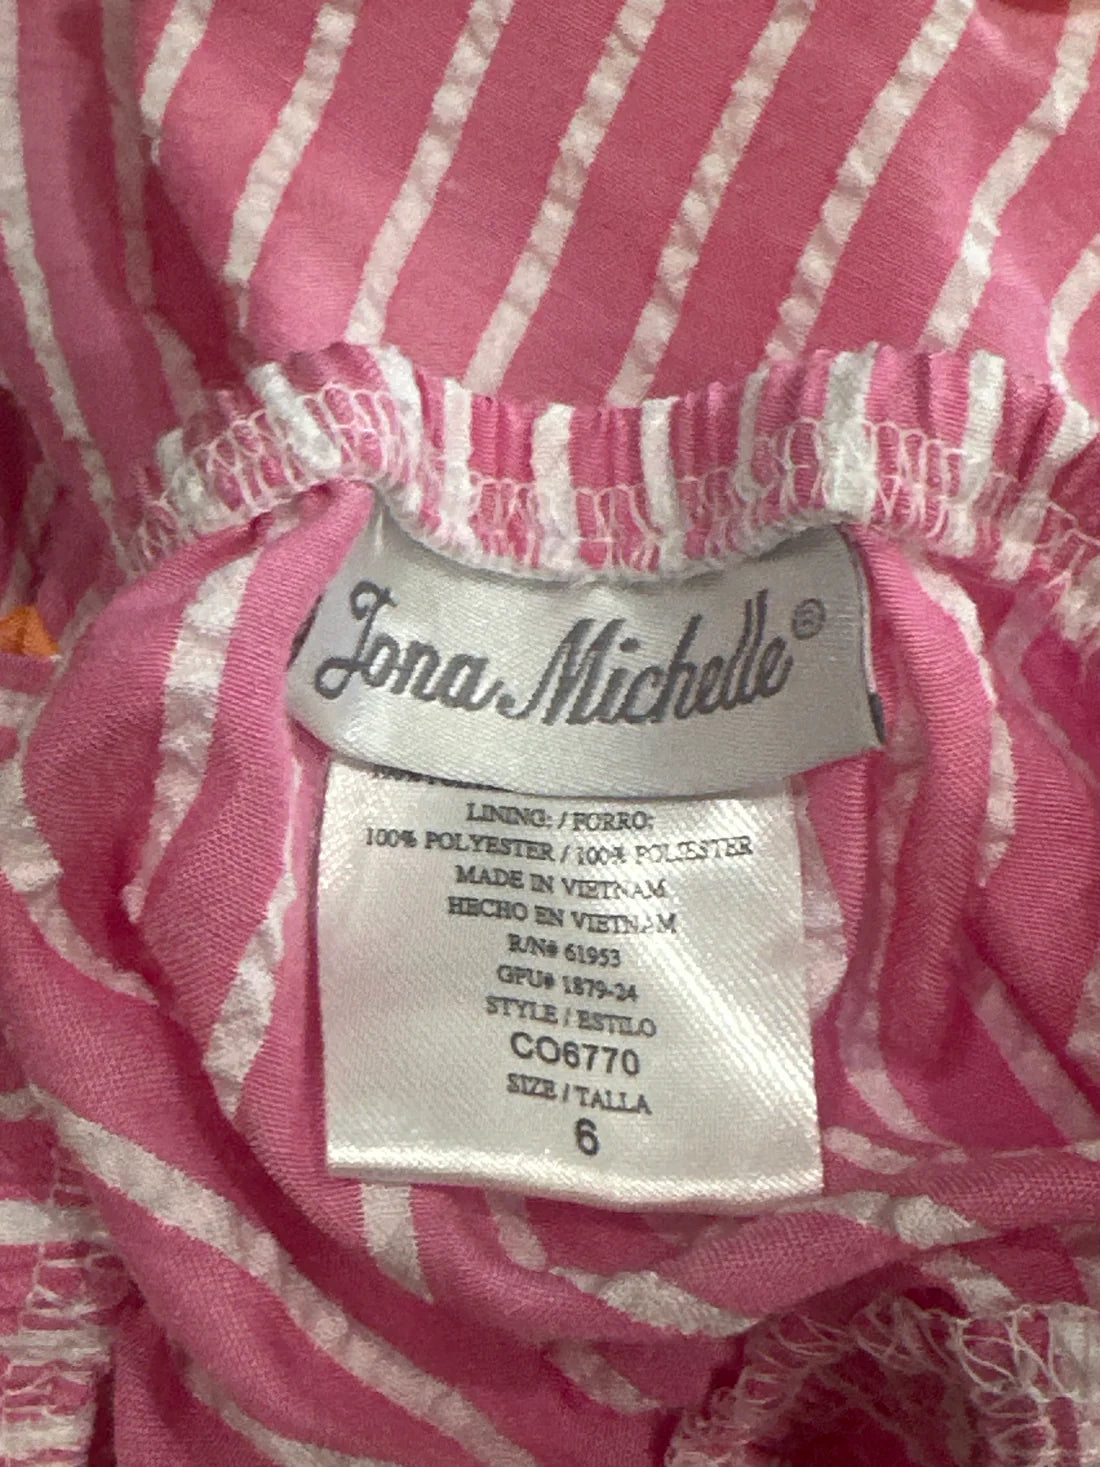 Jona Michelle®
LINING: / FORRO:
100% POLYESTER / 100% POLIESTER
MADE IN VIETNAM
HECHO EN VIETNAM
R/N# 61953
GPU# 1879-24
STYLE / ESTILO
CO6770
SIZE / TALLA
6